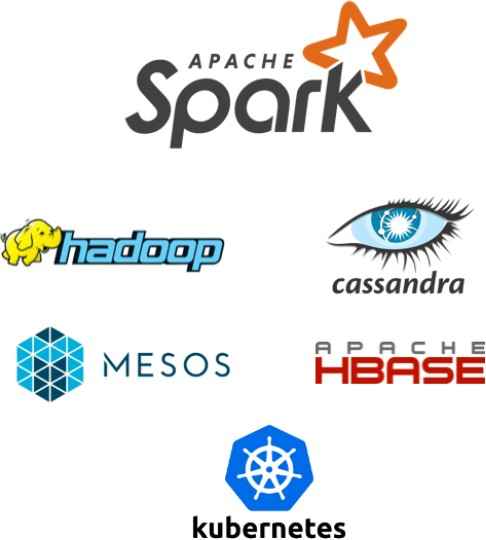 APACHE
Spark
hadoop
cassandra
MESOS
APACHE
HBASE
kubernetes